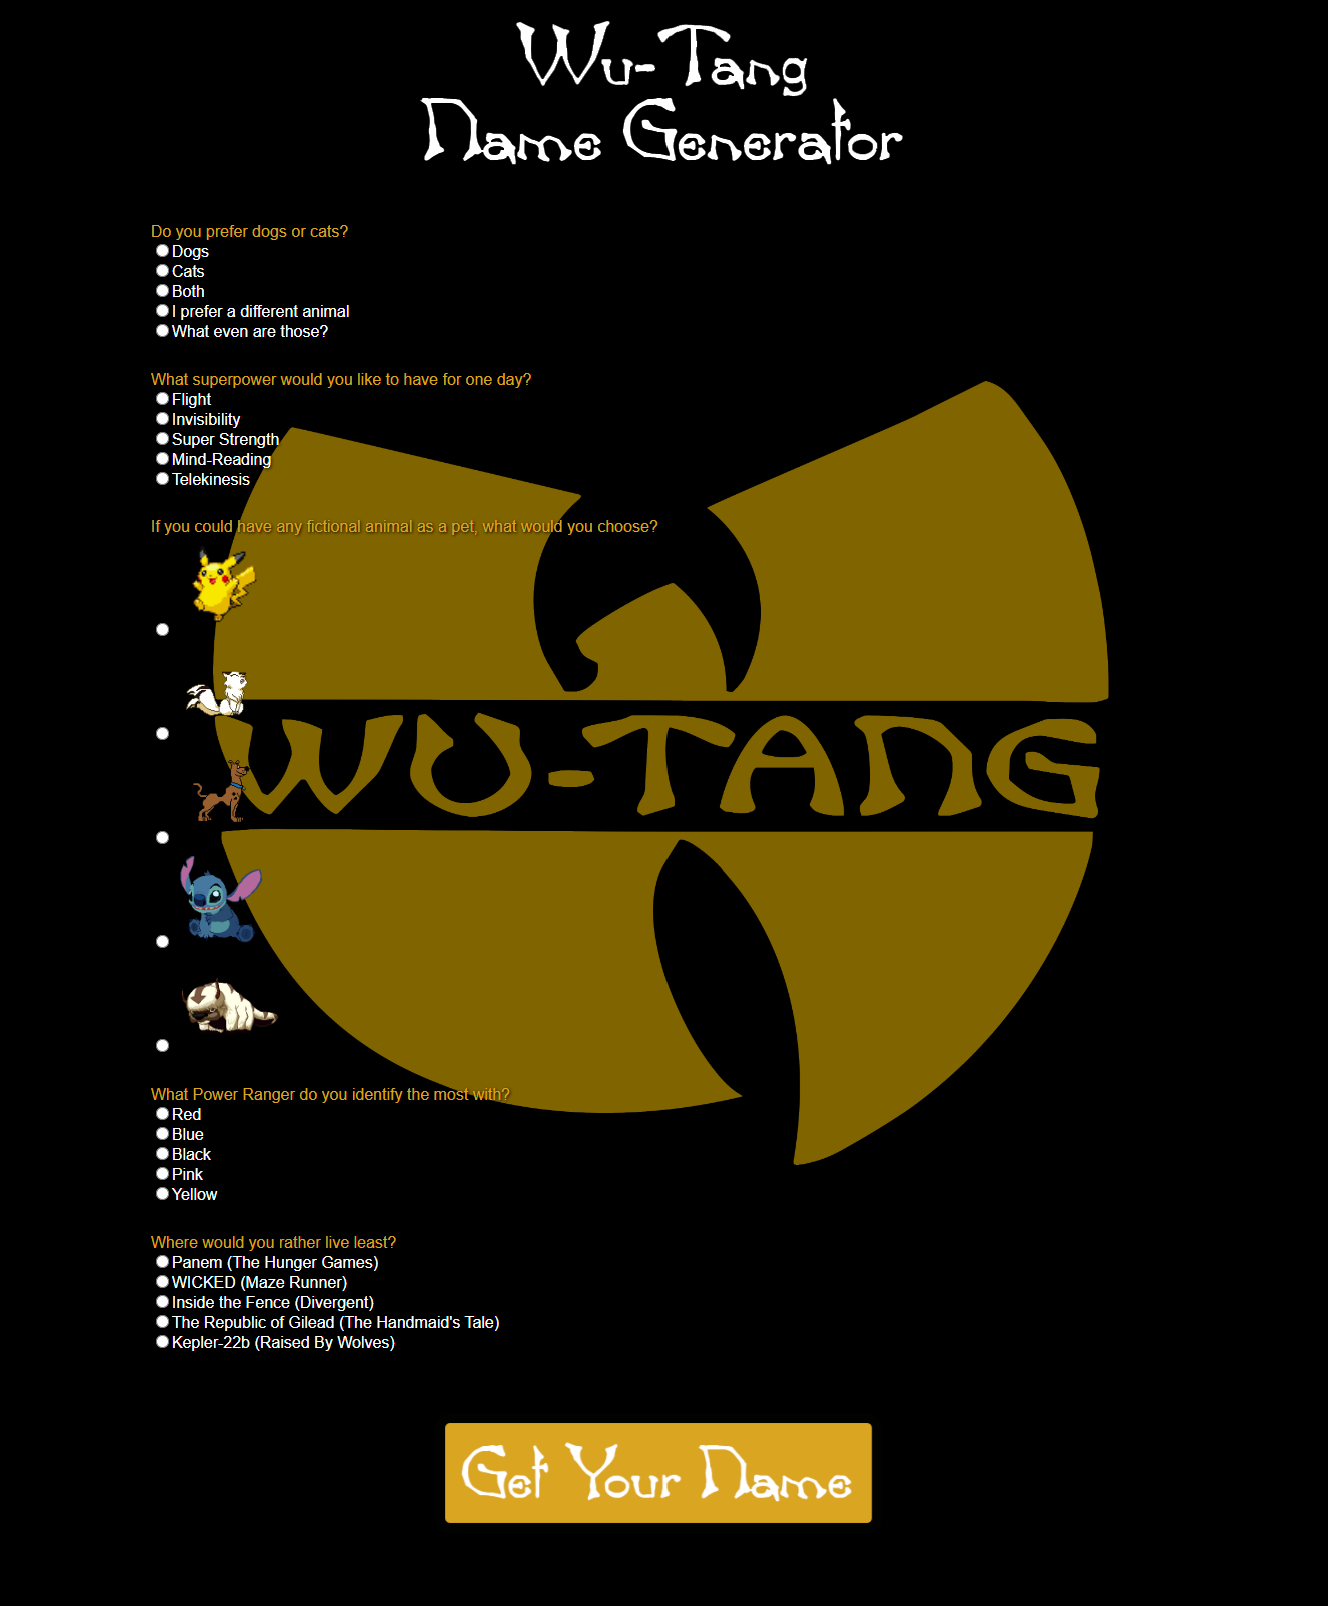 Wu-Tang
Name Generator
Do you prefer dogs or cats?
Dogs
Cats
Both
I prefer a different animal
What even are those?
What superpower would you like to have for one day?
Flight
Invisibility
Super Strength
Mind-Reading
Telekinesis
If you could have any fictional animal as a pet, what would you choose?
WU-TANG
What Power Ranger do you identify the most with?
Red
Blue
Black
Pink
Yellow
Where would you rather live least?
Panem (The Hunger Games)
WICKED (Maze Runner)
Inside the Fence (Divergent)
The Republic of Gilead (The Handmaid's Tale)
Kepler-22b (Raised By Wolves)
Get Your Name